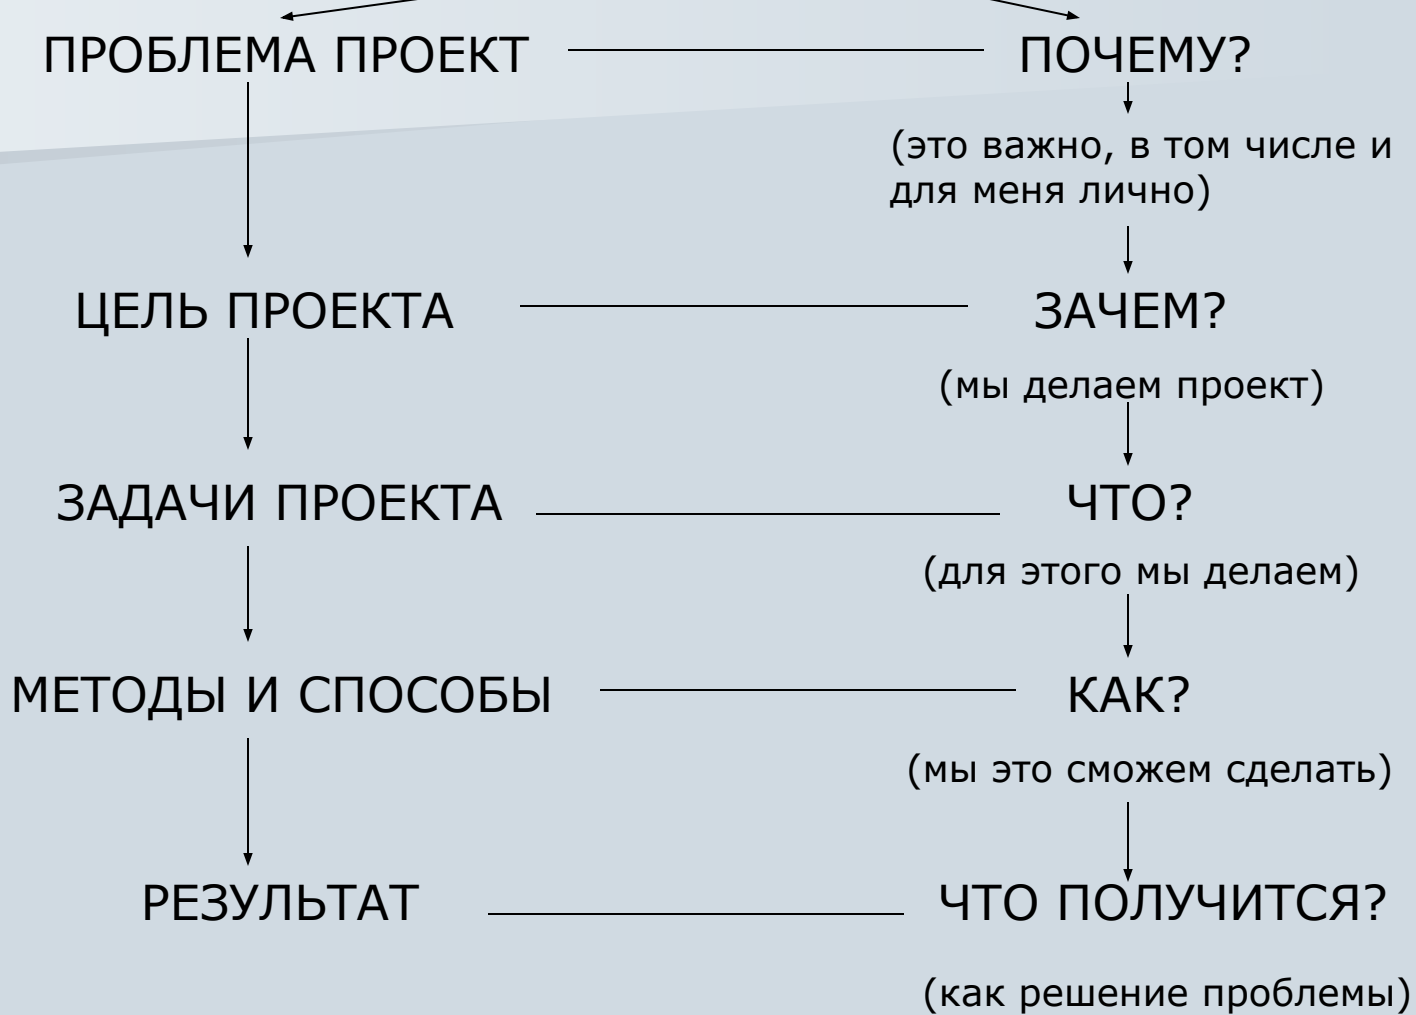 ПРОБЛЕМА ПРОЕКТ
ПОЧЕМУ?
(это важно, в том числе и
для меня лично)
ЦЕЛЬ ПРОЕКТА
ЗАЧЕМ?
(мы делаем проект)
ЗАДАЧИ ПРОЕКТА
ЧТО?
(для этого мы делаем)
МЕТОДЫ И СПОСОБЫ
КАК?
(мы это сможем сделать)
РЕЗУЛЬТАТ
ЧТО ПОЛУЧИТСЯ?
(как решение проблемы)